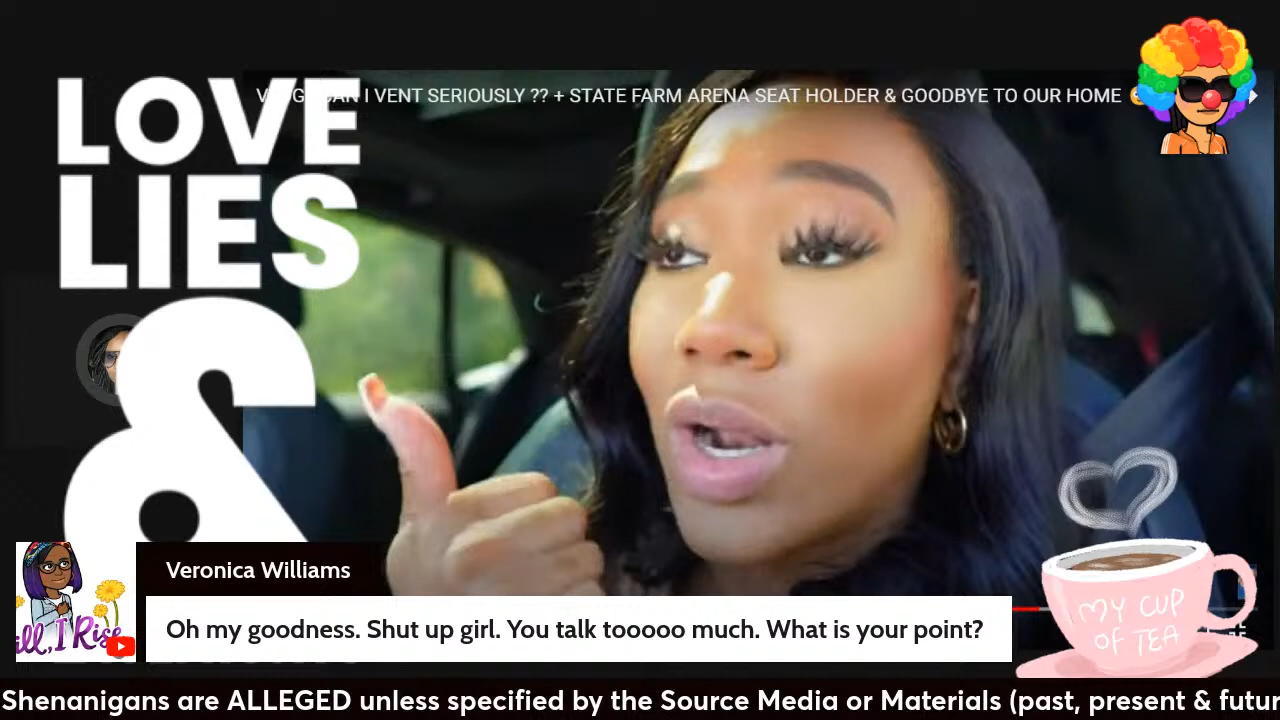 LOVE
LIES
&
CAN I VENT SERIOUSLY ?? + STATE FARM ARENA SEAT HOLDER & GOODBYE TO OUR HOME
MY CUP
OF TEA
Veronica Williams
Oh my goodness. Shut up girl. You talk tooooo much. What is your point?
ill, I Rise
Shenanigans are ALLEGED unless specified by the Source Media or Materials (past, present & futur